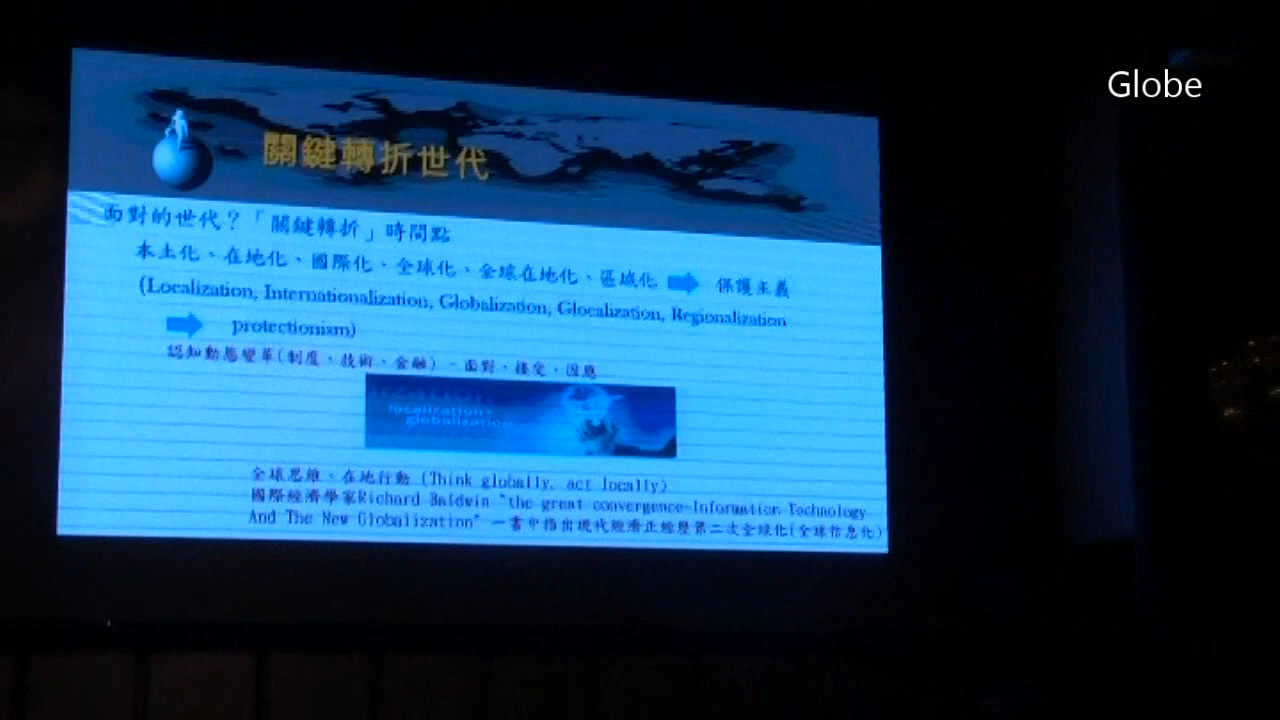 Globe
關鍵轉折世代
面對的世代？「關鍵轉折」時間點
本土化、在地化、國際化、全球化、全球在地化、區域化 保護主義
(Localization, Internationalization, Globalization, Glocalization, Regionalization
protectionism)
認知動態變革(制度、技術、金融) -面對，接受，因應
localization
globalization
全球思維、在地行動 (Think globally, act locally)
國際經濟學家Richard Baldwin "the great convergence-Information Technology
And The New Globalization" 一書中指出現代經濟正經歷第二次全球化(全球信息化)